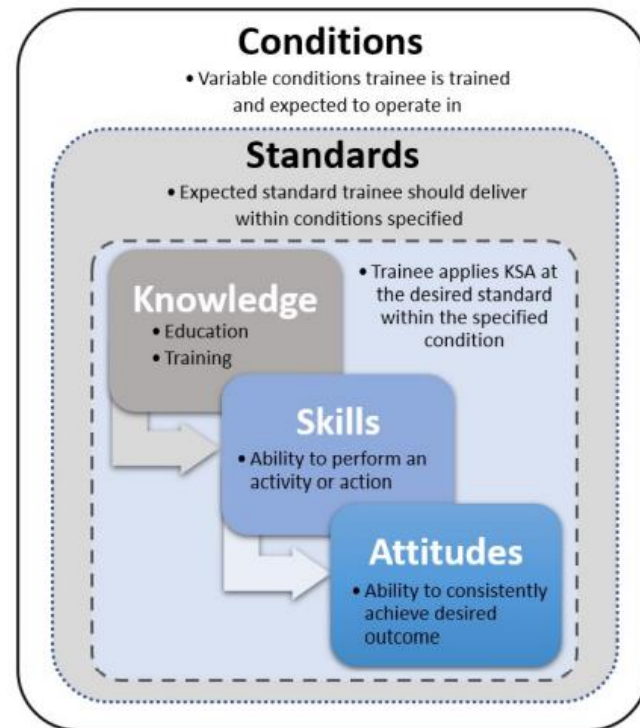 Conditions
• Variable conditions trainee is trained
and expected to operate in
Standards
• Expected standard trainee should deliver
within conditions specified
Knowledge
• Education
• Training
• Trainee applies KSA at
the desired standard
within the specified
condition
Skills
• Ability to perform an
activity or action
Attitudes
• Ability to consistently
achieve desired
outcome